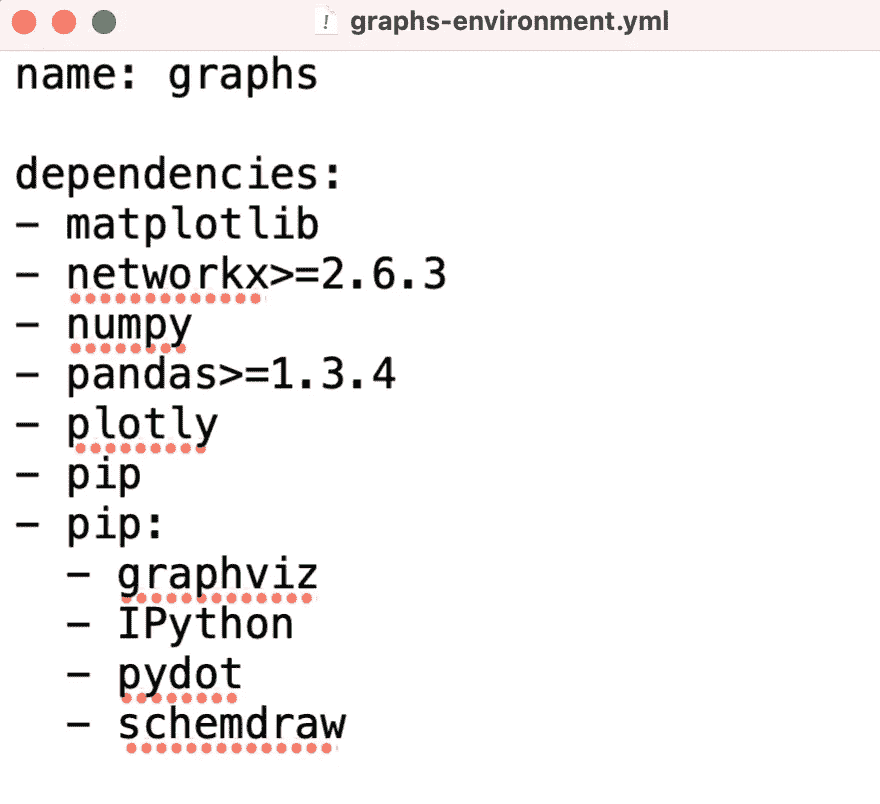 graphs-environment.yml
name: graphs
dependencies:
- matplotlib
- networkx>=2.6.3
- numpy
- pandas>=1.3.4
- plotly
- pip
- pip:
  - graphviz
  - IPython
  - pydot
  - schemdraw